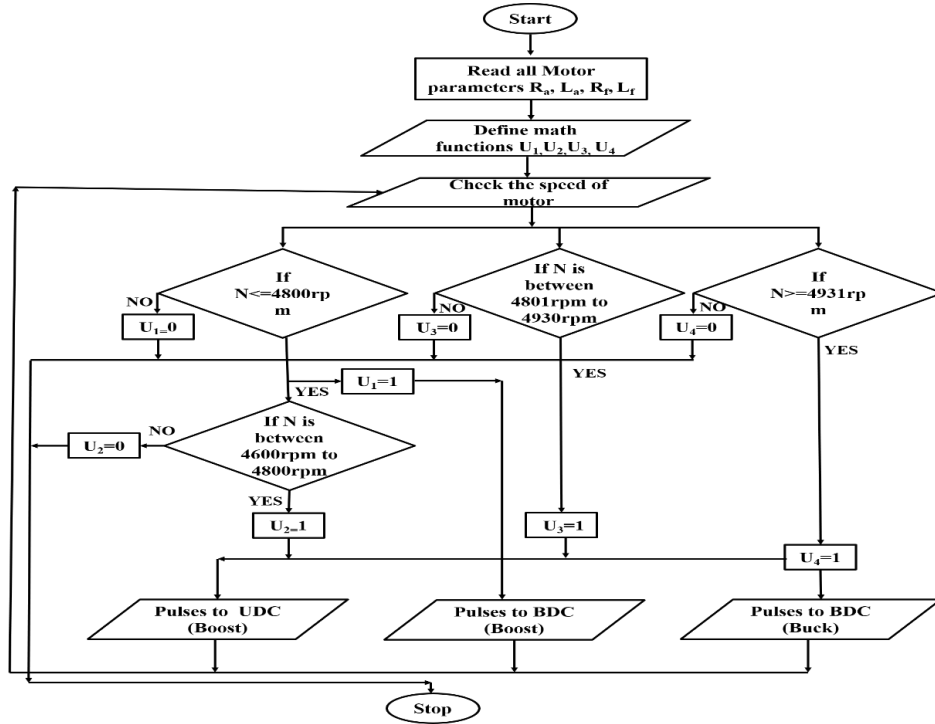 Start
Read all Motor
parameters Rₐ, Lₐ, R_f, L_f
Define math
functions U₁,U₂,U₃, U₄
Check the speed of
motor
If
N<=4800rp
m
If N is
between
4801rpm to
4930rpm
If
N>=4931rp
m
NO
NO
NO
U₁₌0
U₃=0
U₄=0
YES
YES
YES
U₁=1
If N is
between
4600rpm to
4800rpm
NO
U₂=0
YES
U₂₌1
U₃=1
U₄=1
Pulses to UDC
(Boost)
Pulses to BDC
(Boost)
Pulses to BDC
(Buck)
Stop